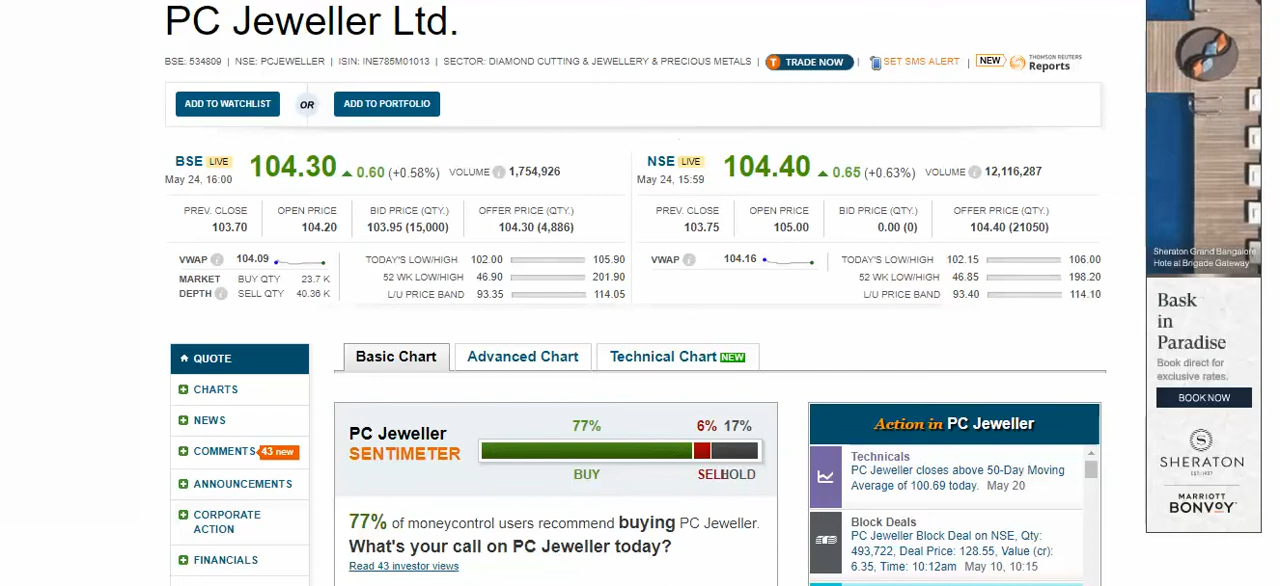 PC Jeweller Ltd.
BSE: 534809 | NSE: PCJEWELLER | ISIN: INE785M01013 | SECTOR: DIAMOND CUTTING & JEWELLERY & PRECIOUS METALS | T TRADE NOW | SET SMS ALERT | NEW THOMSON REUTERS Reports
ADD TO WATCHLIST OR ADD TO PORTFOLIO
BSE LIVE 104.30 0.60 (+0.58%) VOLUME i 1,754,926
May 24, 16:00
PREV. CLOSE OPEN PRICE BID PRICE (QTY.) OFFER PRICE (QTY.)
103.70 104.20 103.95 (15,000) 104.30 (4,886)
VWAP i 104.09
MARKET DEPTH i
BUY QTY 23.7 K
SELL QTY 40.36 K
TODAY'S LOW/HIGH 102.00 105.90
52 WK LOW/HIGH 46.90 201.90
L/U PRICE BAND 93.35 114.05
NSE LIVE 104.40 0.65 (+0.63%) VOLUME i 12,116,287
May 24, 15:59
PREV. CLOSE OPEN PRICE BID PRICE (QTY.) OFFER PRICE (QTY.)
103.75 105.00 0.00 (0) 104.40 (21050)
VWAP i 104.16
TODAY'S LOW/HIGH 102.15 106.00
52 WK LOW/HIGH 46.85 198.20
L/U PRICE BAND 93.40 114.10
QUOTE
CHARTS
NEWS
COMMENTS 43 new
ANNOUNCEMENTS
CORPORATE
ACTION
FINANCIALS
Basic Chart Advanced Chart Technical Chart NEW
PC Jeweller
SENTIMETER
77% 6% 17%
BUY SELL HOLD
77% of moneycontrol users recommend buying PC Jeweller.
What's your call on PC Jeweller today?
Read 43 investor views
Action in PC Jeweller
Technicals
PC Jeweller closes above 50-Day Moving
Average of 100.69 today. May 20
Block Deals
PC Jeweller Block Deal on NSE, Qty:
493,722, Deal Price: 128.55, Value (cr):
6.35, Time: 10:12am May 10, 10:15
Sheraton Grand Bangalore
Hotel at Brigade Gateway
Bask
in
Paradise
Book direct for
exclusive rates.
BOOK NOW
S
SHERATON
EST·1937
MARRIOTT
BONVOY